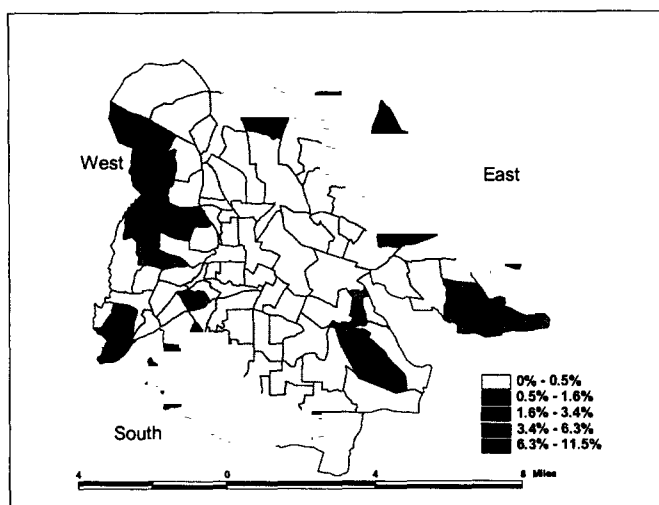 West
East
South
0% - 0.5%
0.5% - 1.6%
1.6% - 3.4%
3.4% - 6.3%
6.3% - 11.5%
4 0 4 8 Miles